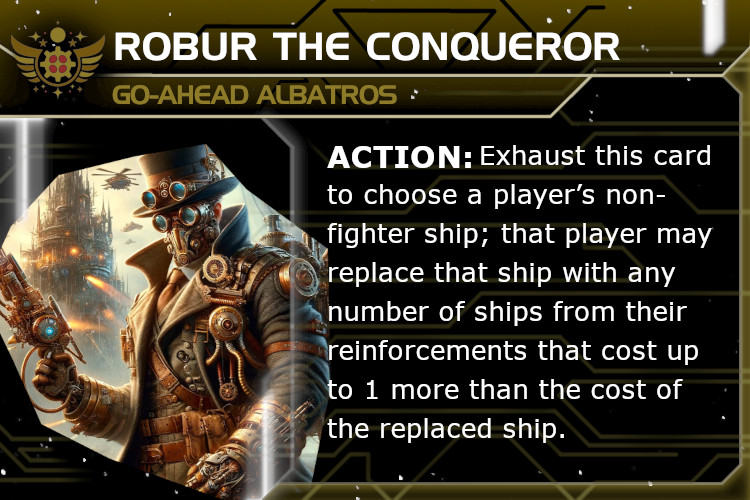 ROBUR THE CONQUEROR
GO-AHEAD ALBATROS
ACTION: Exhaust this card
to choose a player's non-
fighter ship; that player may
replace that ship with any
number of ships from their
reinforcements that cost up
to 1 more than the cost of
the replaced ship.